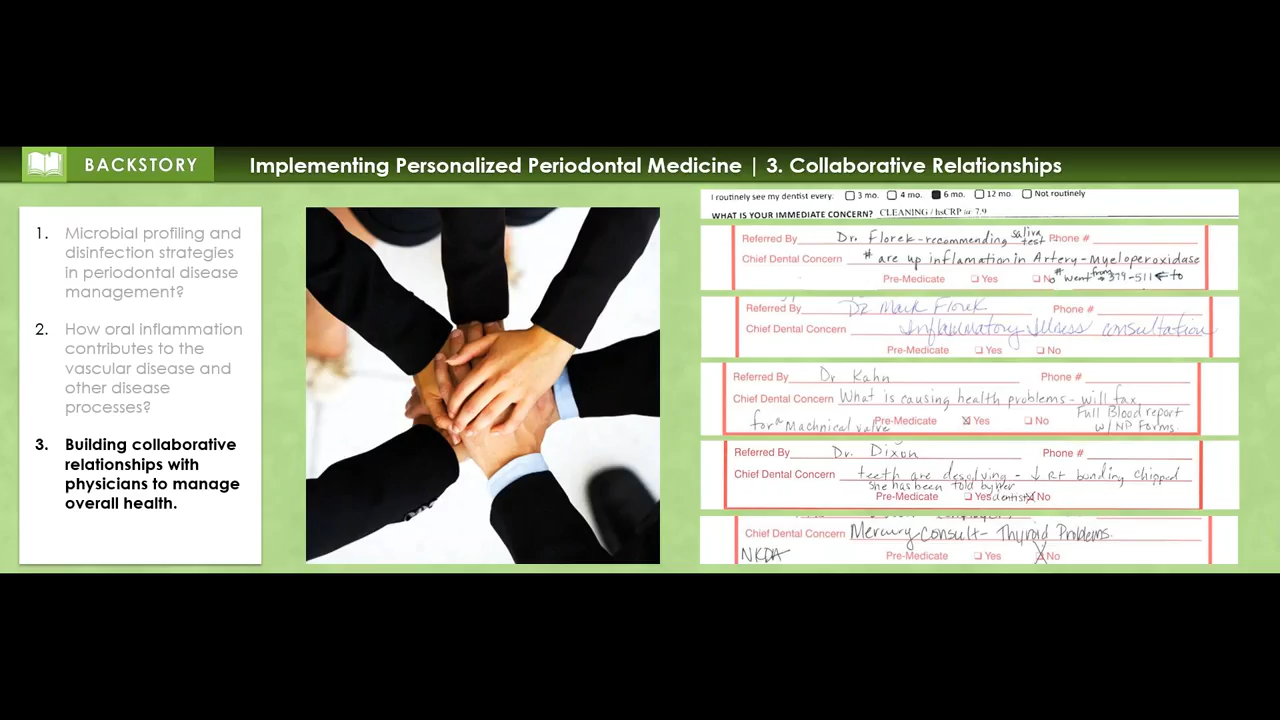 BACKSTORY
Implementing Personalized Periodontal Medicine | 3. Collaborative Relationships
1. Microbial profiling and
disinfection strategies
in periodontal disease
management?
2. How oral inflammation
contributes to the
vascular disease and
other disease
processes?
3. Building collaborative
relationships with
physicians to manage
overall health.
I routinely see my dentist every: 3 mo. 4 mo. 6 mo. 12 mo. Not routinely
WHAT IS YOUR IMMEDIATE CONCERN? CLEANING / hsCRP 7.9
Referred By Dr. Florek - recommending saliva test Phone #
Chief Dental Concern # are up inflamation in Artery - Myeloperoxidase
Pre-Medicate Yes No # went from 379-511 ← to
Referred By Dr Mark Florek Phone #
Chief Dental Concern Inflammatory Illness consultation
Pre-Medicate Yes No
Referred By Dr Kahn Phone #
Chief Dental Concern What is causing health problems - will fax
Full Blood report
for a Machnical valve Pre-Medicate Yes No w/ NP Forms.
Referred By Dr. Dixon Phone #
Chief Dental Concern teeth are desolving - ↓ Rt bonding chipped
she has been told by her
Pre-Medicate Yes dentist No
Chief Dental Concern Mercury Consult - Thyroid Problems.
NKDA Pre-Medicate Yes No